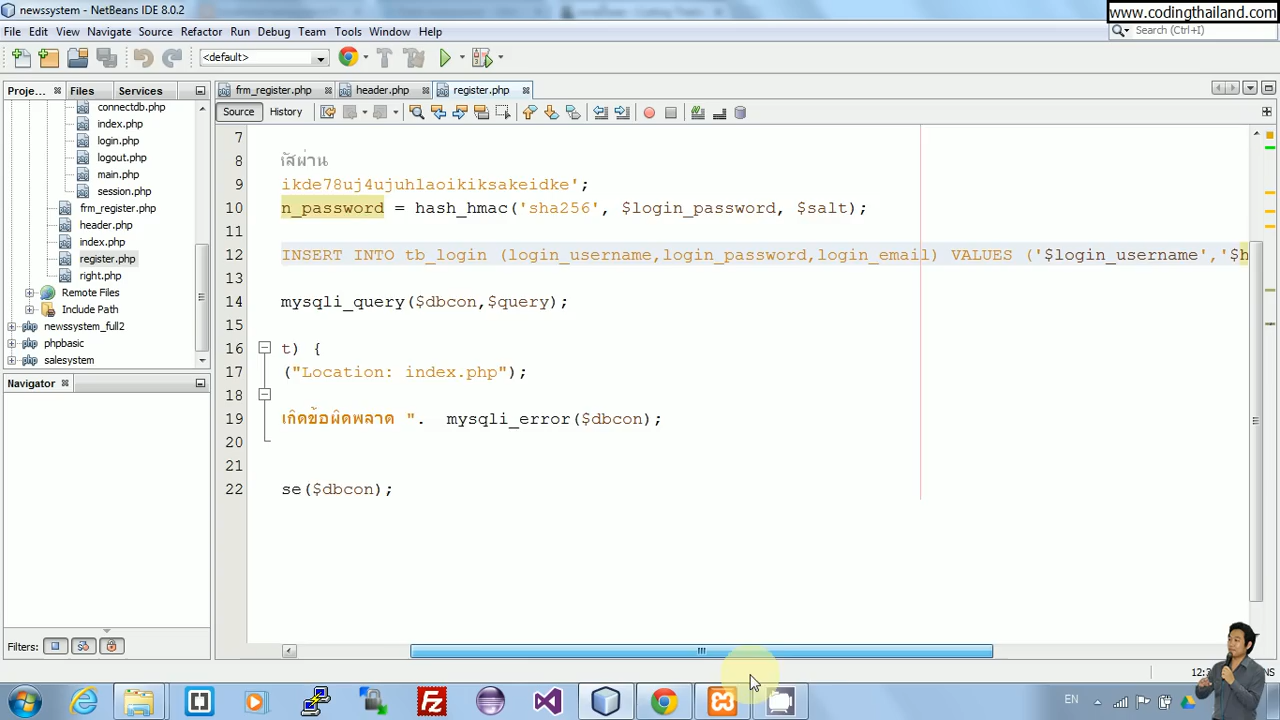 newssystem - NetBeans IDE 8.0.2
www.codingthailand.com
File Edit View Navigate Source Refactor Run Debug Team Tools Window Help
Search (Ctrl+I)
<default>
Proje... Files Services
frm_register.php header.php register.php
Source History
connectdb.php
index.php
login.php
logout.php
main.php
session.php
frm_register.php
header.php
index.php
register.php
right.php
Remote Files
Include Path
newssystem_full2
phpbasic
salesystem
Navigator
Filters:
7
8 หัสผ่าน
9 ikde78uj4ujuhlaoikiksakeidke';
10 n_password = hash_hmac('sha256', $login_password, $salt);
11
12 INSERT INTO tb_login (login_username,login_password,login_email) VALUES ('$login_username','$h
13
14 mysqli_query($dbcon,$query);
15
16 t) {
17 ("Location: index.php");
18
19 เกิดข้อผิดพลาด ". mysqli_error($dbcon);
20
21
22 se($dbcon);
EN